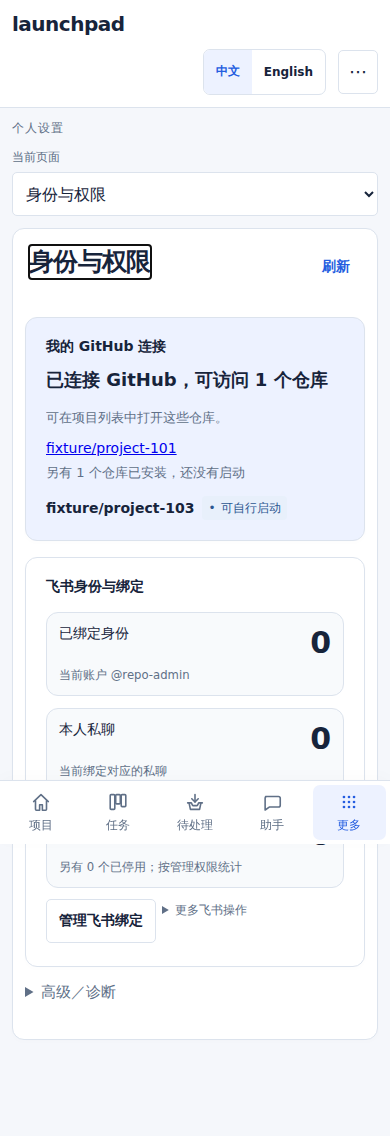 launchpad
中文 English ⋯
个人设置
当前页面
身份与权限
身份与权限 刷新
我的 GitHub 连接
已连接 GitHub，可访问 1 个仓库
可在项目列表中打开这些仓库。
fixture/project-101
另有 1 个仓库已安装，还没有启动
fixture/project-103 • 可自行启动
飞书身份与绑定
已绑定身份 0
当前账户 @repo-admin
本人私聊 0
当前绑定对应的私聊
项目 任务 待处理 助手 更多
另有 0 个已停用；按管理权限统计
管理飞书绑定 ▶ 更多飞书操作
▶ 高级／诊断